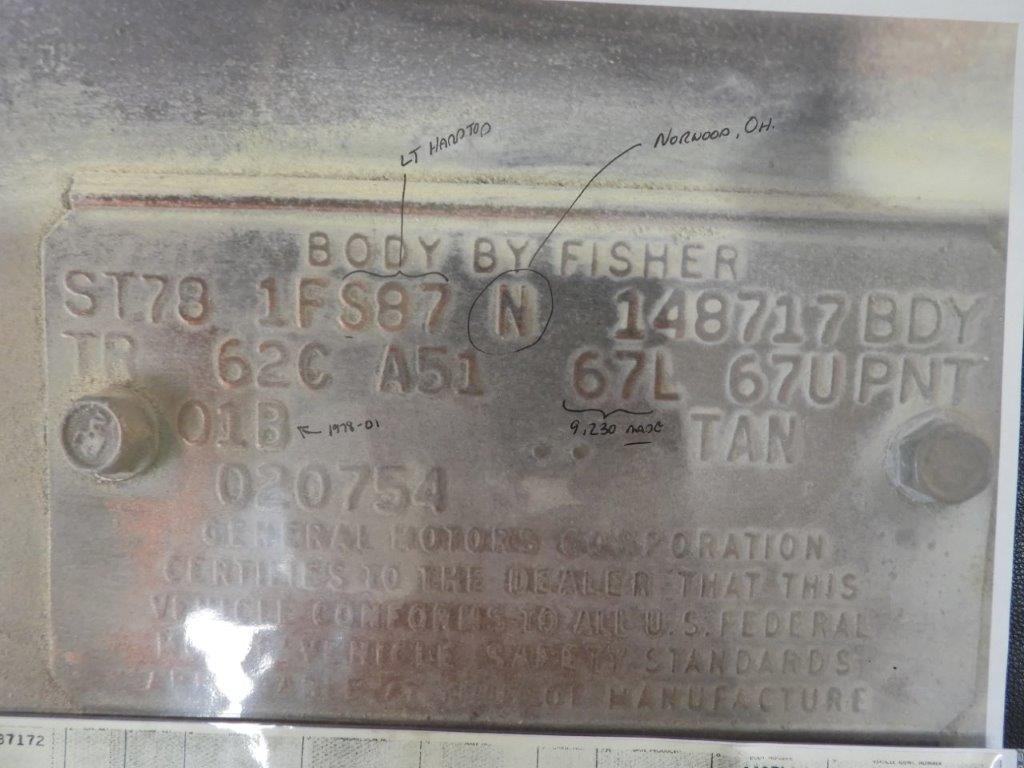 LT HARDTOP
NORWOOD, OH.
BODY BY FISHER
ST78 1FS87 N 148717 BDY
TR 62C A51 67L 67U PNT
01B ← 1978-01 9,230 MADE TAN
020754
GENERAL MOTORS CORPORATION
CERTIFIES TO THE DEALER THAT THIS
VEHICLE CONFORMS TO ALL U.S. FEDERAL
VEHICLE SAFETY STANDARDS
OF MANUFACTURE
37172